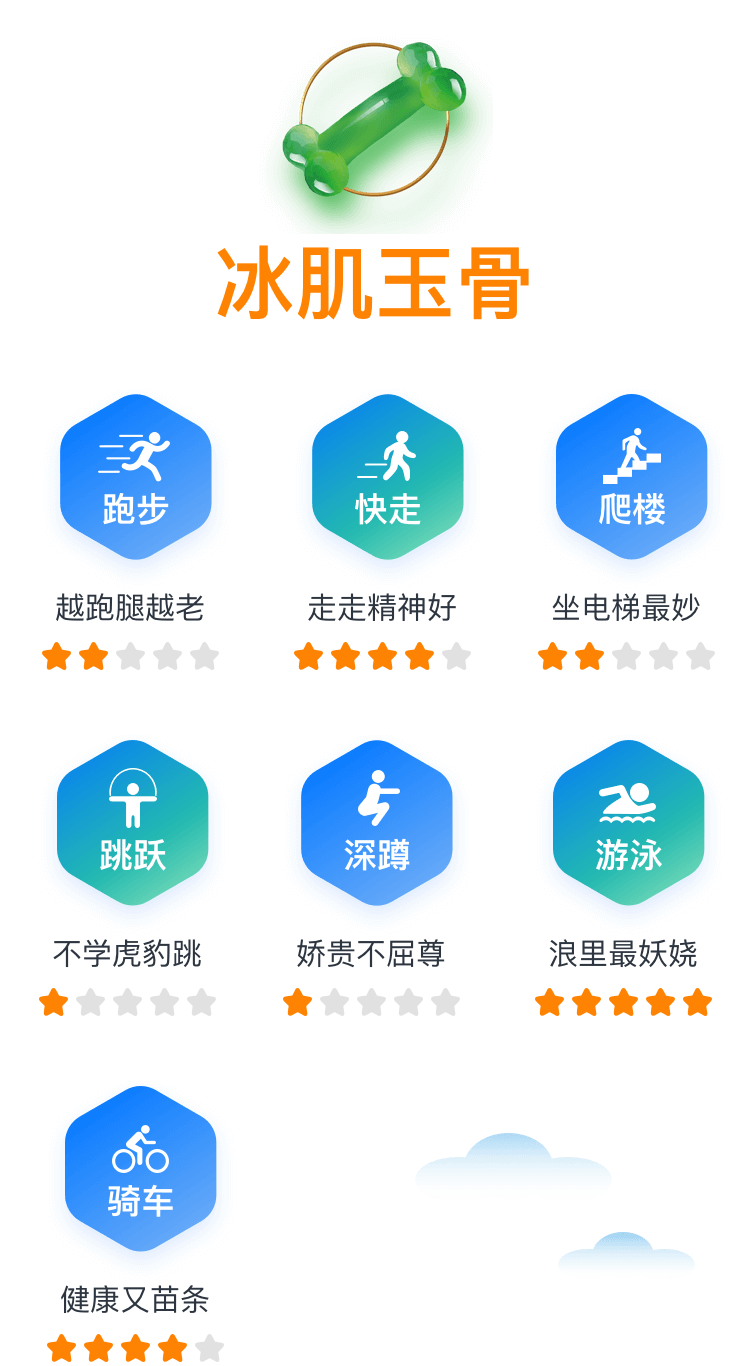 冰肌玉骨
跑步
快走
爬楼
越跑腿越老
走走精神好
坐电梯最妙
跳跃
深蹲
游泳
不学虎豹跳
娇贵不屈尊
浪里最妖娆
骑车
健康又苗条